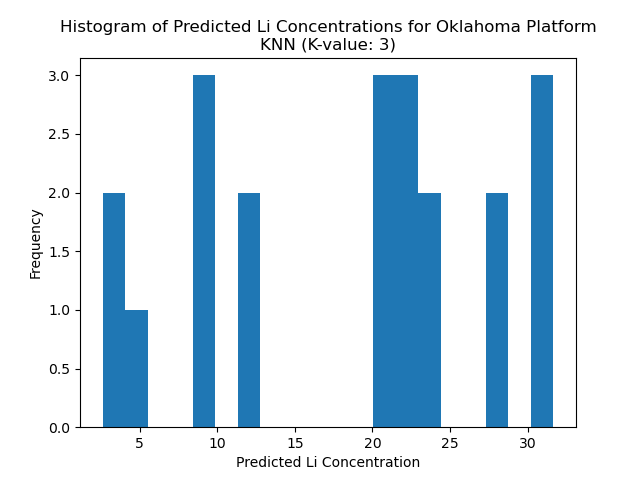 Histogram of Predicted Li Concentrations for Oklahoma Platform
KNN (K-value: 3)
3.0
2.5
2.0
1.5
1.0
0.5
0.0
Frequency
5 10 15 20 25 30
Predicted Li Concentration